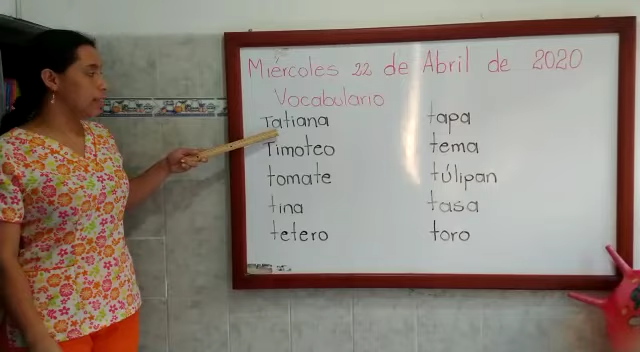 Miércoles 22 de Abril de 2020
Vocabulario
Tatiana
Timoteo
tomate
tina
tetero
tapa
tema
túlipan
tasa
toro